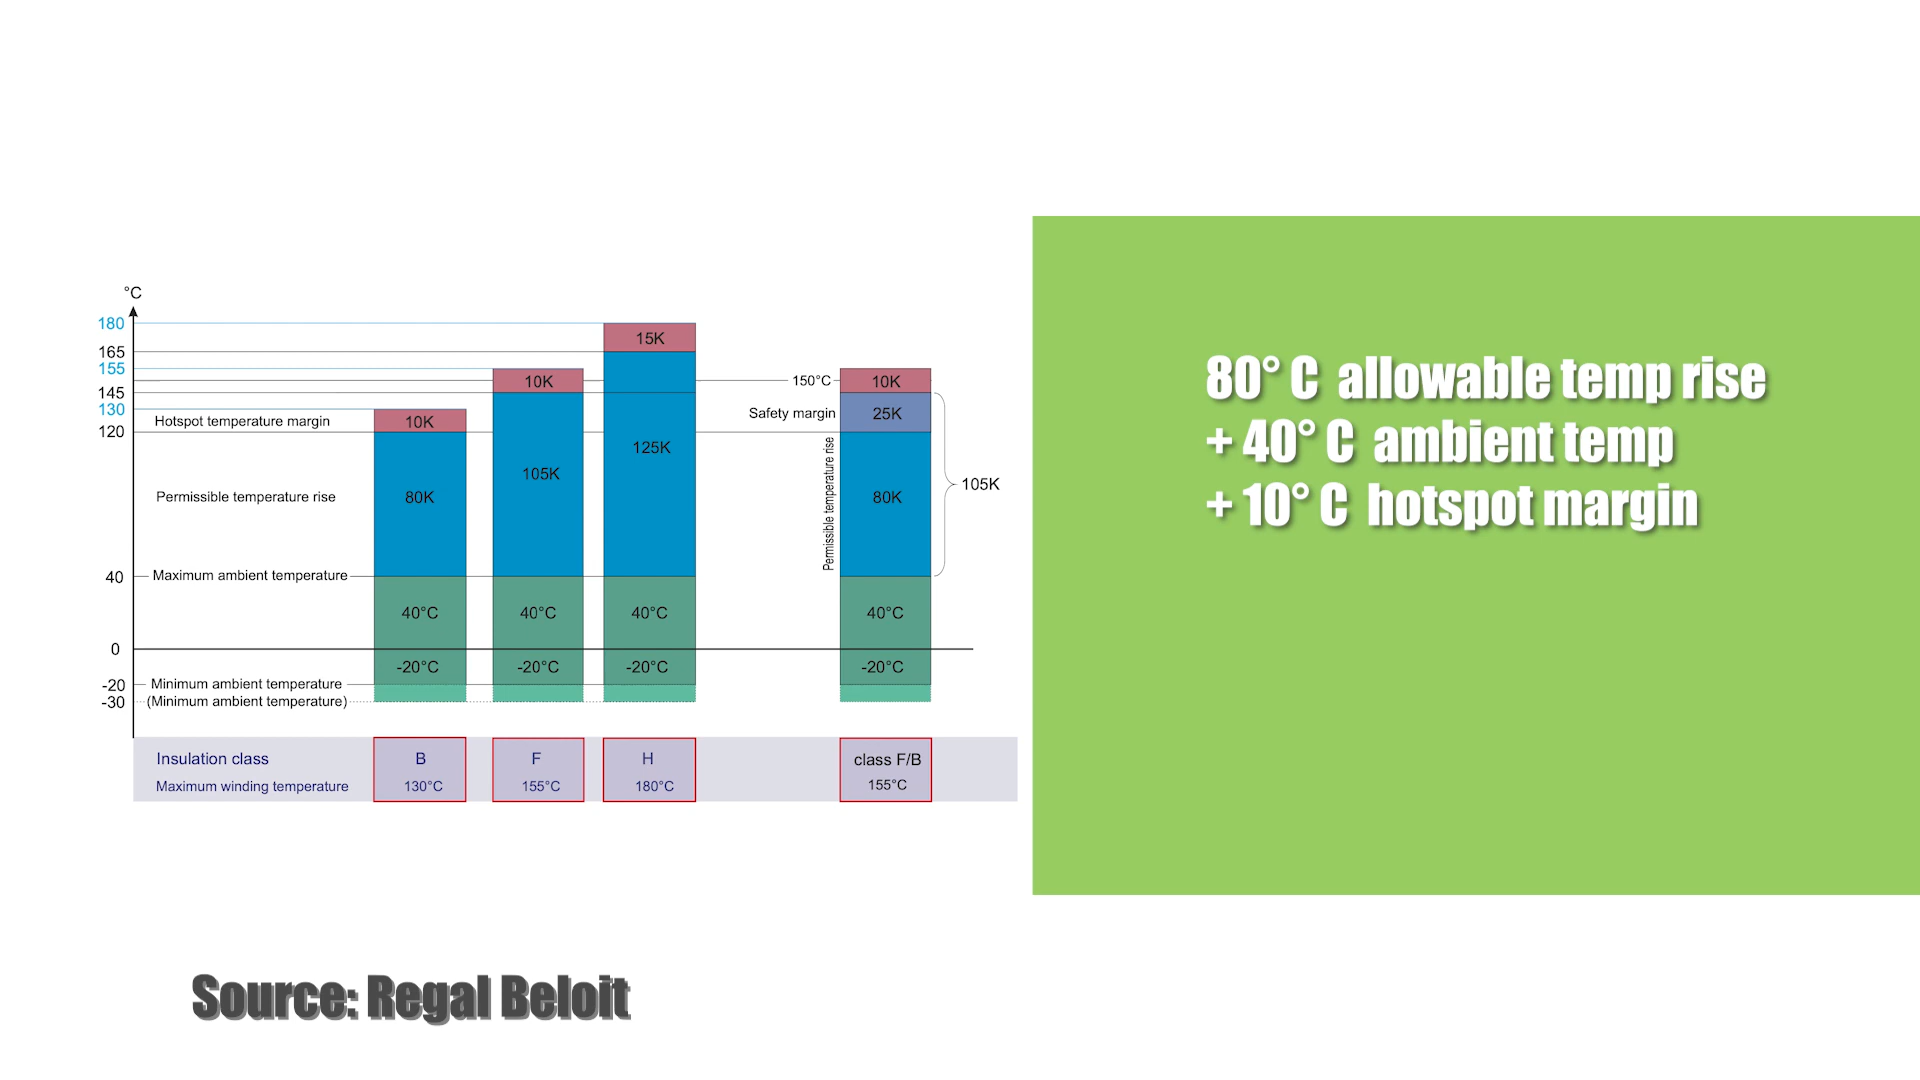 °C
180
165
155
145
130
120
40
0
-20
-30
Hotspot temperature margin
Permissible temperature rise
Maximum ambient temperature
Minimum ambient temperature
(Minimum ambient temperature)
10K
80K
40°C
-20°C
10K
105K
40°C
-20°C
15K
125K
40°C
-20°C
150°C
Safety margin
Permissible temperature rise
10K
25K
80K
40°C
-20°C
105K
Insulation class B F H class F/B
Maximum winding temperature 130°C 155°C 180°C 155°C
80° C allowable temp rise
+ 40° C ambient temp
+ 10° C hotspot margin
Source: Regal Beloit